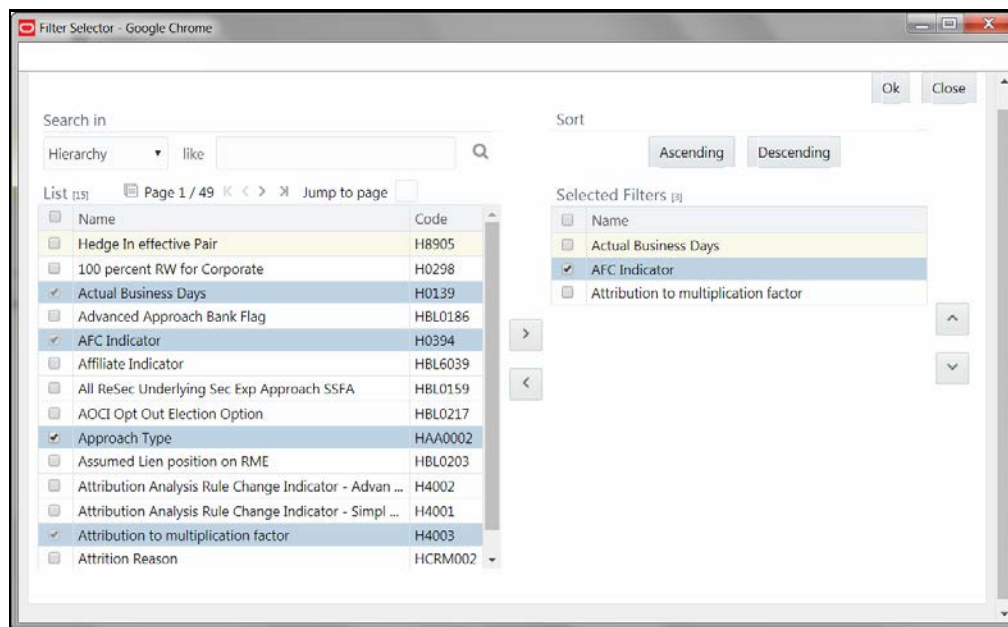 Filter Selector - Google Chrome
Ok Close
Search in
Hierarchy like
Sort
Ascending Descending
List [15] Page 1 / 49 Jump to page
Selected Filters [3]
Name Code
Hedge In effective Pair H8905
100 percent RW for Corporate H0298
Actual Business Days H0139
Advanced Approach Bank Flag HBL0186
AFC Indicator H0394
Affiliate Indicator HBL6039
All ReSec Underlying Sec Exp Approach SSFA HBL0159
AOCI Opt Out Election Option HBL0217
Approach Type HAA0002
Assumed Lien position on RME HBL0203
Attribution Analysis Rule Change Indicator - Advan ... H4002
Attribution Analysis Rule Change Indicator - Simpl ... H4001
Attribution to multiplication factor H4003
Attrition Reason HCRM002
Name
Actual Business Days
AFC Indicator
Attribution to multiplication factor